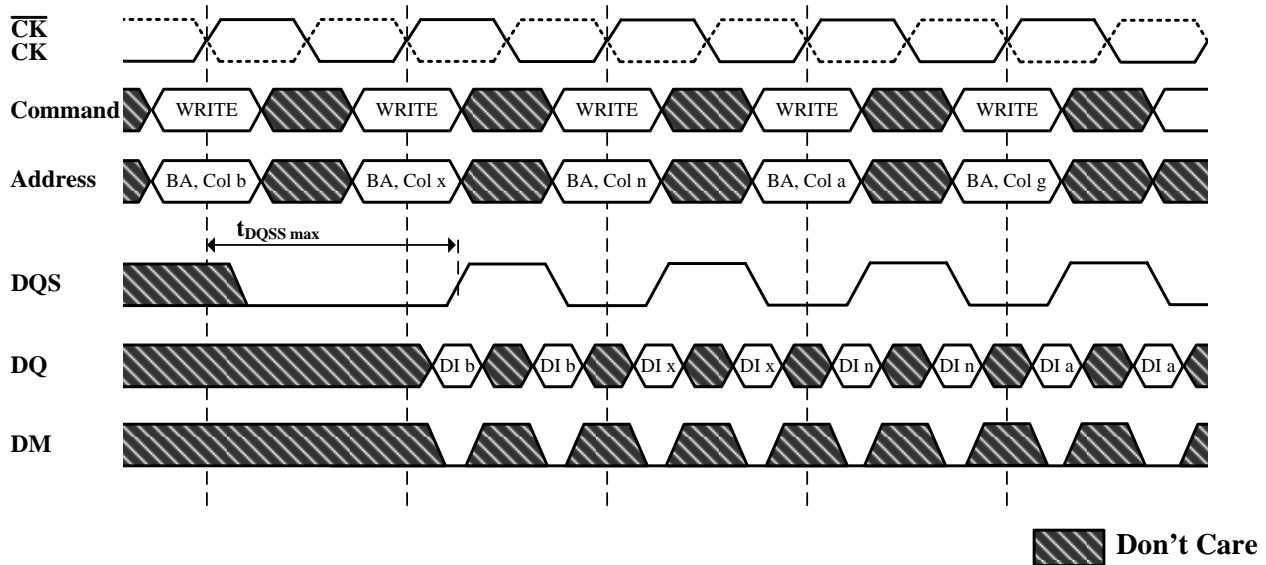 CK
CK
Command WRITE WRITE WRITE WRITE WRITE
Address BA, Col b BA, Col x BA, Col n BA, Col a BA, Col g
tDQSS max
DQS
DQ DI b DI b DI x DI x DI n DI n DI a DI a
DM
Don't Care